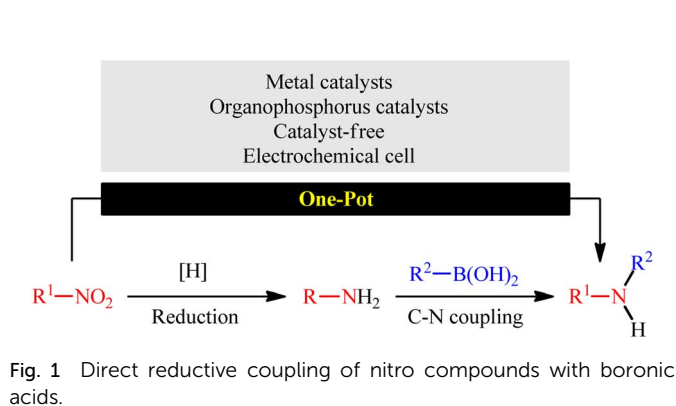 Metal catalysts
Organophosphorus catalysts
Catalyst-free
Electrochemical cell
One-Pot
R¹—NO₂
[H]
Reduction
R—NH₂
R²—B(OH)₂
C-N coupling
R¹—N
R²
H
Fig. 1 Direct reductive coupling of nitro compounds with boronic
acids.